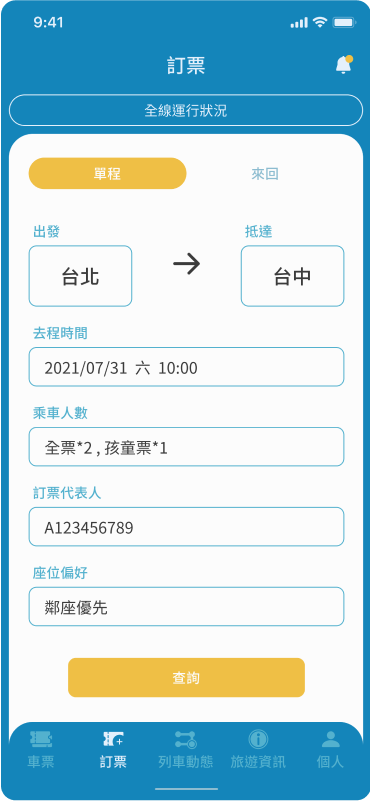 9:41
訂票
全線運行狀況
單程 來回
出發 抵達
台北 台中
去程時間
2021/07/31 六 10:00
乘車人數
全票*2 , 孩童票*1
訂票代表人
A123456789
座位偏好
鄰座優先
查詢
車票 訂票 列車動態 旅遊資訊 個人